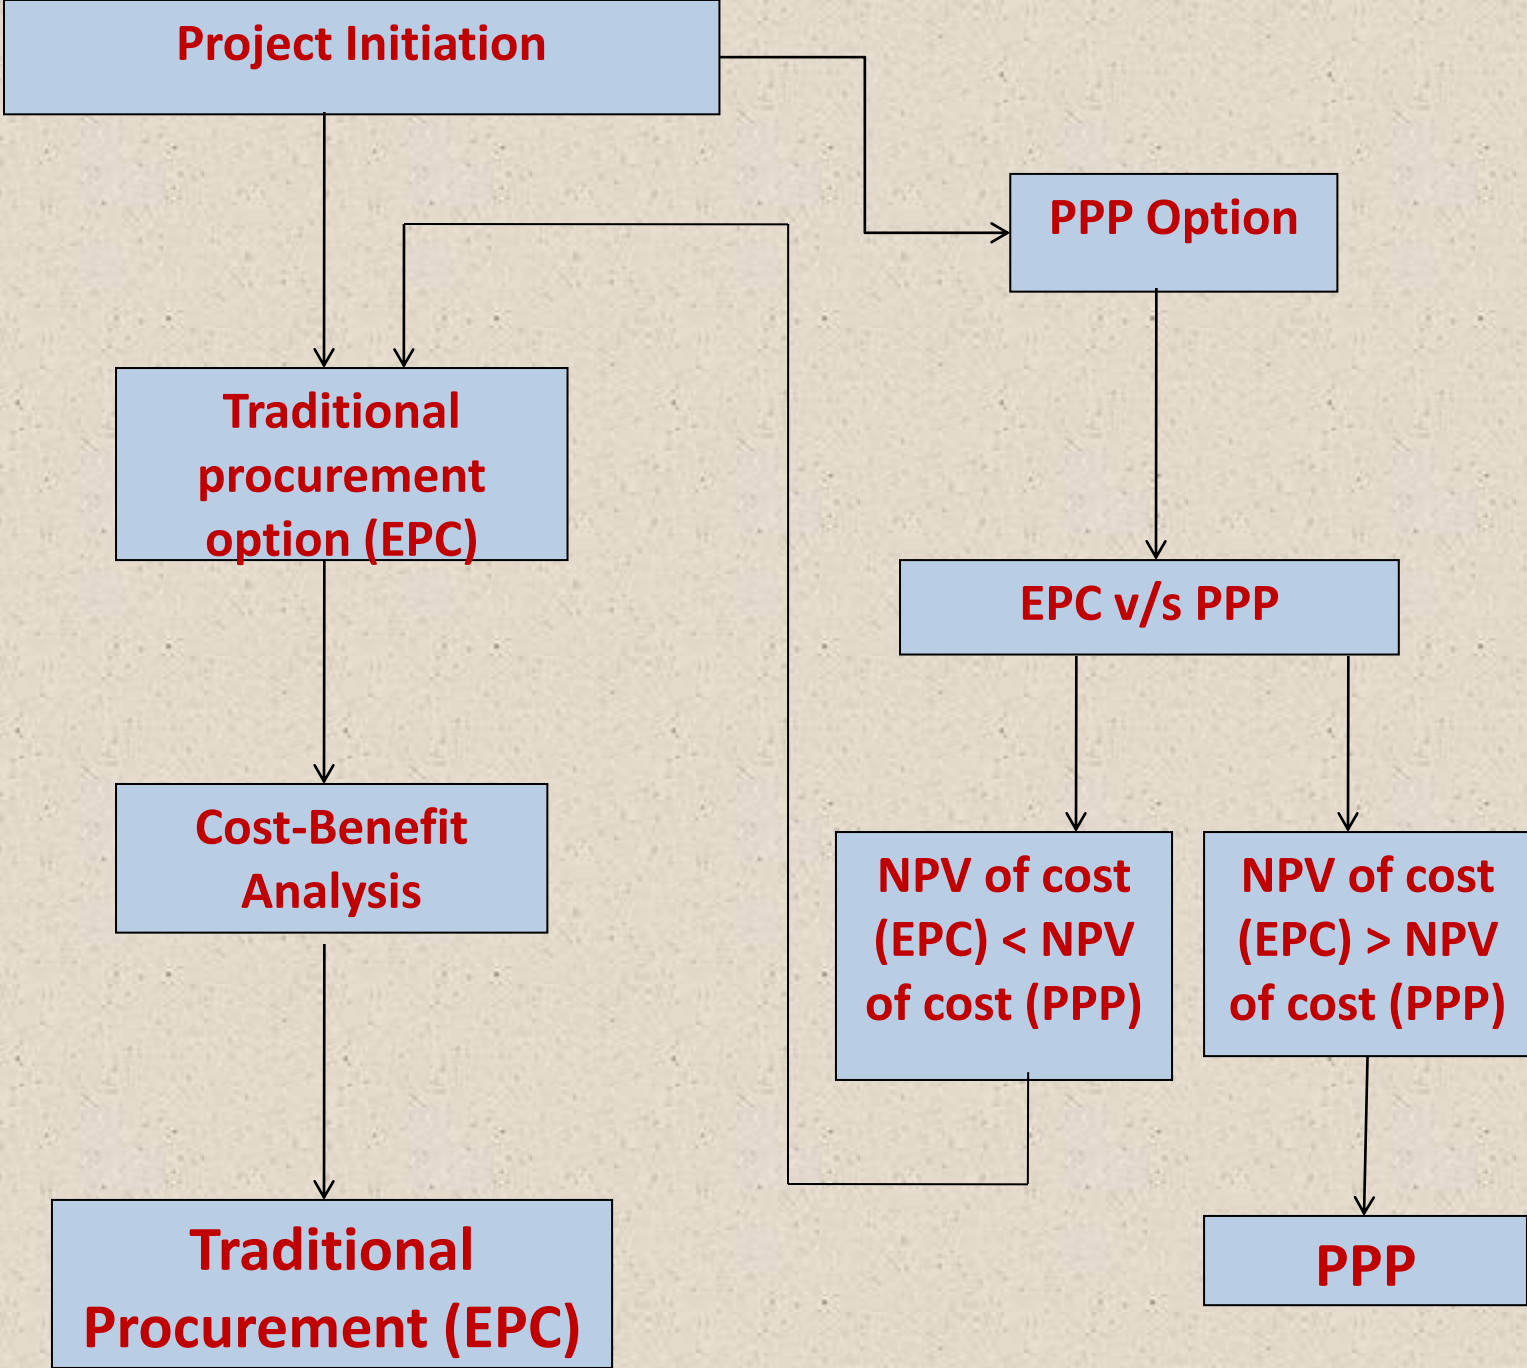 Project Initiation
PPP Option
Traditional
procurement
option (EPC)
EPC v/s PPP
Cost-Benefit
Analysis
NPV of cost
(EPC) < NPV
of cost (PPP)
NPV of cost
(EPC) > NPV
of cost (PPP)
Traditional
Procurement (EPC)
PPP